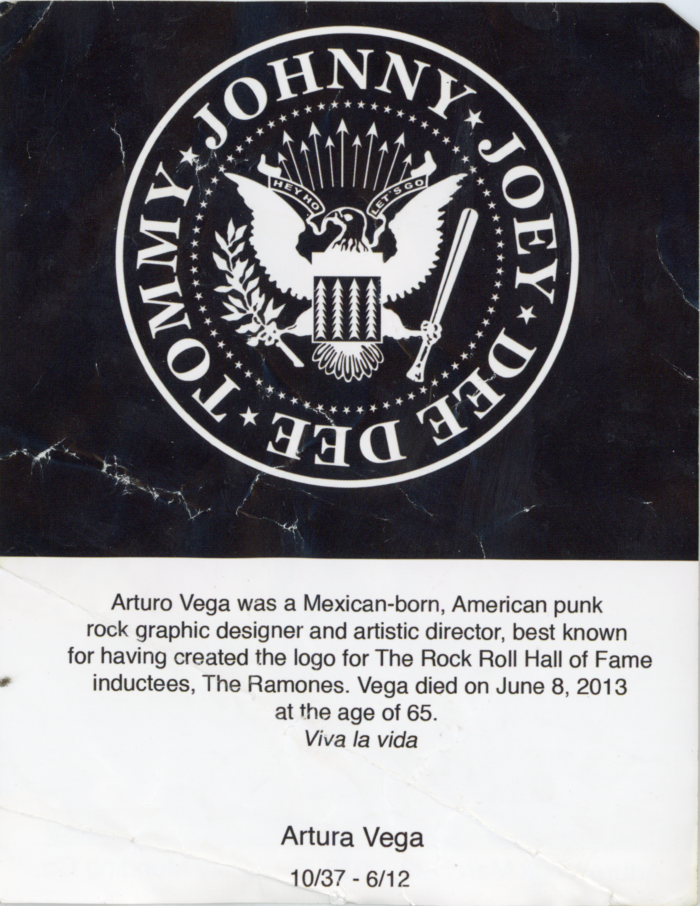 JOHNNY ★ JOEY ★ DEE DEE ★ TOMMY ★
HEY HO
LET'S GO
Arturo Vega was a Mexican-born, American punk
rock graphic designer and artistic director, best known
for having created the logo for The Rock Roll Hall of Fame
inductees, The Ramones. Vega died on June 8, 2013
at the age of 65.
Viva la vida
Artura Vega
10/37 - 6/12